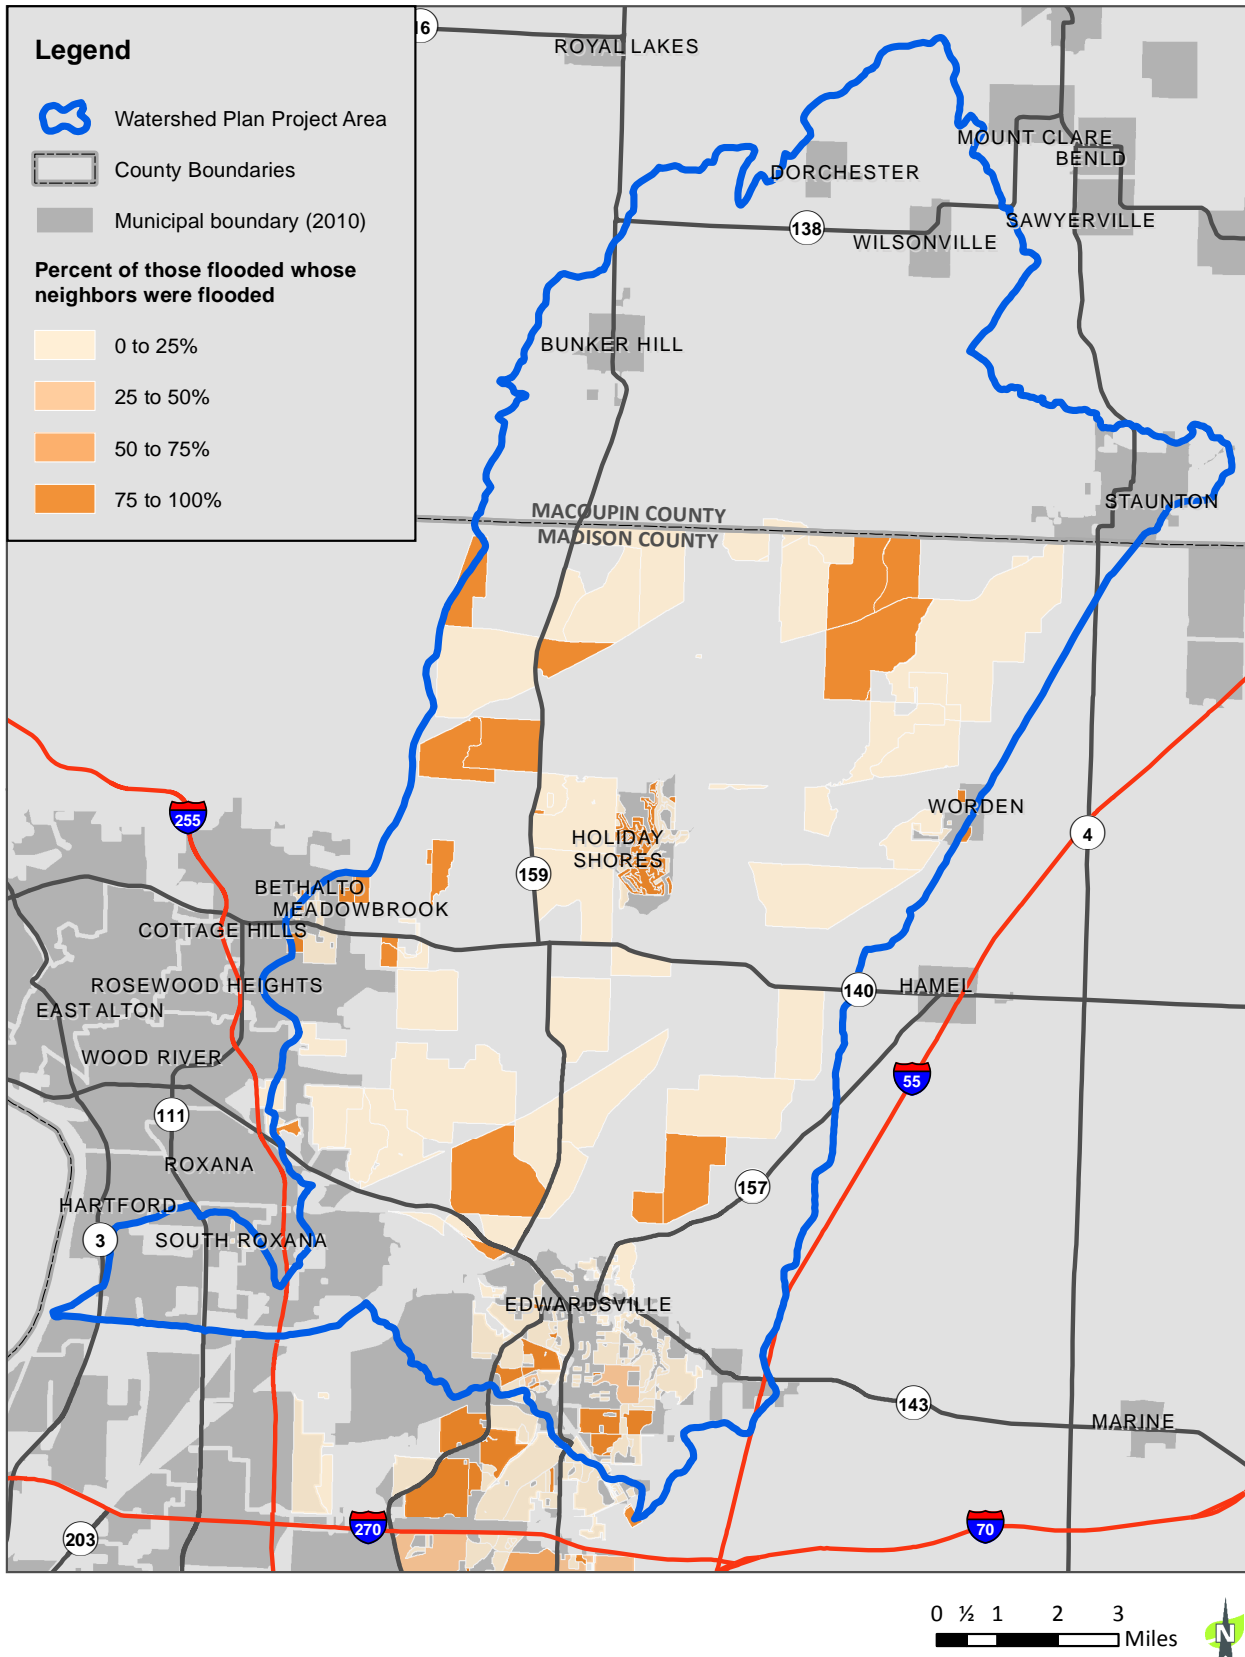 Legend
Watershed Plan Project Area
County Boundaries
Municipal boundary (2010)
Percent of those flooded whose
neighbors were flooded
0 to 25%
25 to 50%
50 to 75%
75 to 100%
16
ROYAL LAKES
MOUNT CLARE
BENLD
DORCHESTER
SAWYERVILLE
138
WILSONVILLE
BUNKER HILL
STAUNTON
MACOUPIN COUNTY
MADISON COUNTY
255
WORDEN
4
HOLIDAY
SHORES
159
BETHALTO
MEADOWBROOK
COTTAGE HILLS
ROSEWOOD HEIGHTS
140
HAMEL
EAST ALTON
WOOD RIVER
55
111
ROXANA
157
HARTFORD
3
SOUTH ROXANA
EDWARDSVILLE
143
MARINE
203
270
70
0 ½ 1 2 3
Miles
N